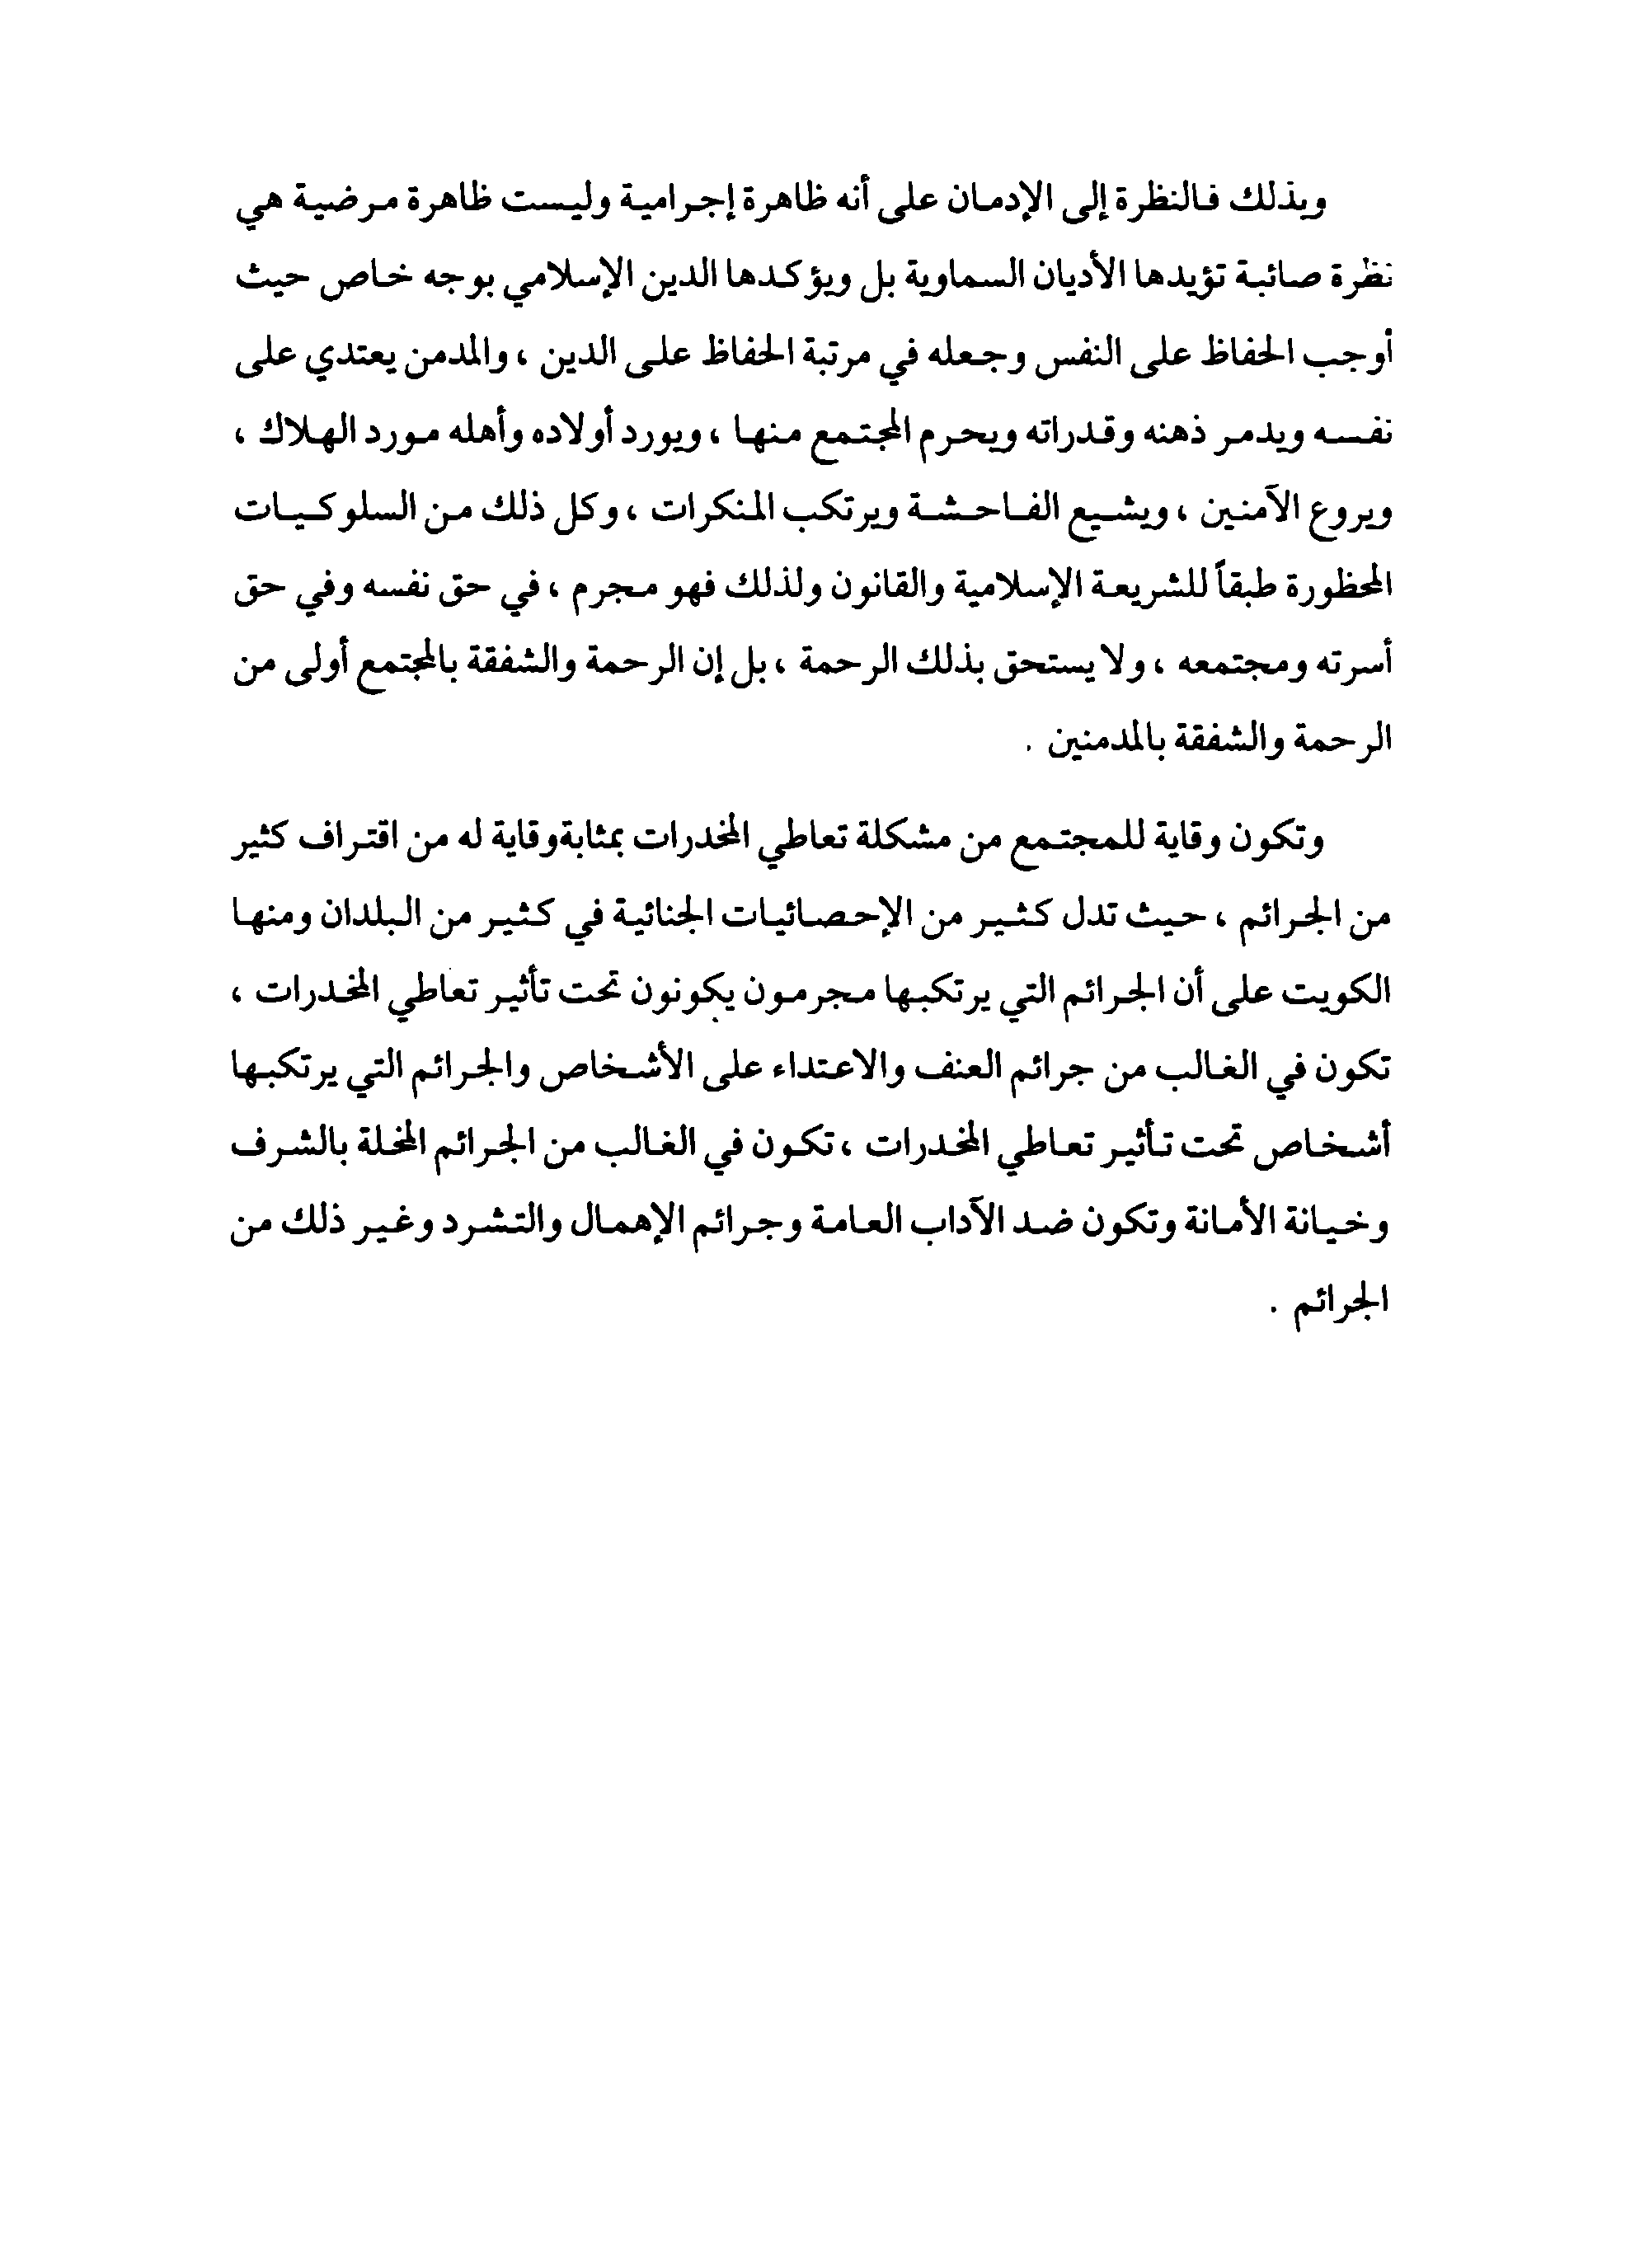 وبذلك فالنظرة إلى الإدمان على أنه ظاهرة إجرامية وليست ظاهرة مرضية هي
نظرة صائبة تؤيدها الأديان السماوية بل ويؤكدها الدين الإسلامي بوجه خاص حيث
أوجب الحفاظ على النفس وجعله في مرتبة الحفاظ على الدين ، والمدمن يعتدي على
نفسه ويدمر ذهنه وقدراته ويحرم المجتمع منها ، ويورد أولاده وأهله مورد الهلاك ،
ويروع الآمنين ، ويشيع الفاحشة ويرتكب المنكرات ، وكل ذلك من السلوكيات
المحظورة طبقاً للشريعة الإسلامية والقانون ولذلك فهو مجرم ، في حق نفسه وفي حق
أسرته ومجتمعه ، ولا يستحق بذلك الرحمة ، بل إن الرحمة والشفقة بالمجتمع أولى من
الرحمة والشفقة بالمدمنين .
وتكون وقاية للمجتمع من مشكلة تعاطي المخدرات بمثابةوقاية له من اقتراف كثير
من الجرائم ، حيث تدل كثير من الإحصائيات الجنائية في كثير من البلدان ومنها
الكويت على أن الجرائم التي يرتكبها مجرمون يكونون تحت تأثير تعاطي المخدرات ،
تكون في الغالب من جرائم العنف والاعتداء على الأشخاص والجرائم التي يرتكبها
أشخاص تحت تأثير تعاطي المخدرات ، تكون في الغالب من الجرائم المخلة بالشرف
وخيانة الأمانة وتكون ضد الآداب العامة وجرائم الإهمال والتشرد وغير ذلك من
الجرائم .